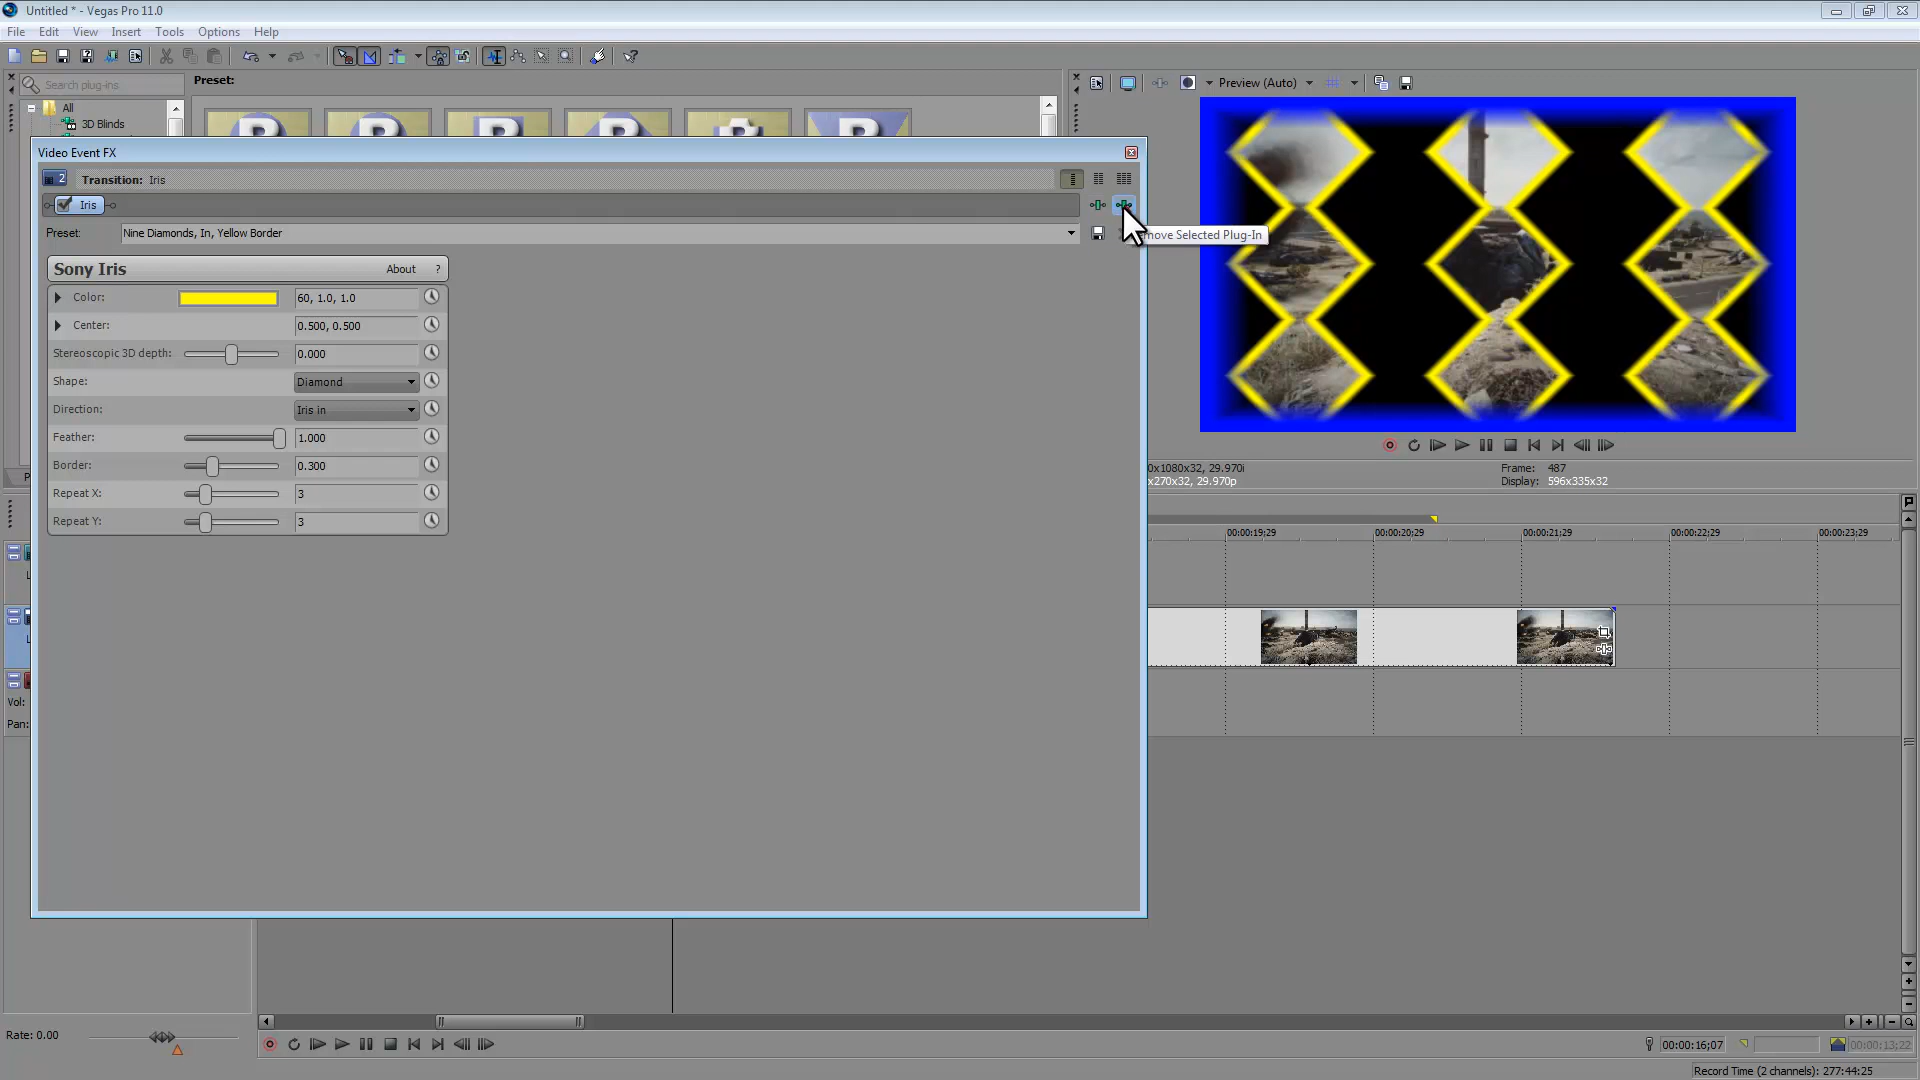 Untitled * - Vegas Pro 11.0
File Edit View Insert Tools Options Help
Search plug-ins
Preset:
Preview (Auto)
All
3D Blinds
Video Event FX
2 Transition: Iris
Iris
Preset: Nine Diamonds, In, Yellow Border
move Selected Plug-In
Sony Iris About ?
Color: 60, 1.0, 1.0
Center: 0.500, 0.500
Stereoscopic 3D depth: 0.000
Shape: Diamond
Direction: Iris in
Feather: 1.000
Border: 0.300
Repeat X: 3
Repeat Y: 3
0x1080x32, 29.970i
Frame: 487
x270x32, 29.970p
Display: 596x335x32
00:00:19;29 00:00:20;29 00:00:21;29 00:00:22;29 00:00:23;29
Vol:
Pan:
Rate: 0.00
00:00:16;07
00:00:13;22
Record Time (2 channels): 277:44:25